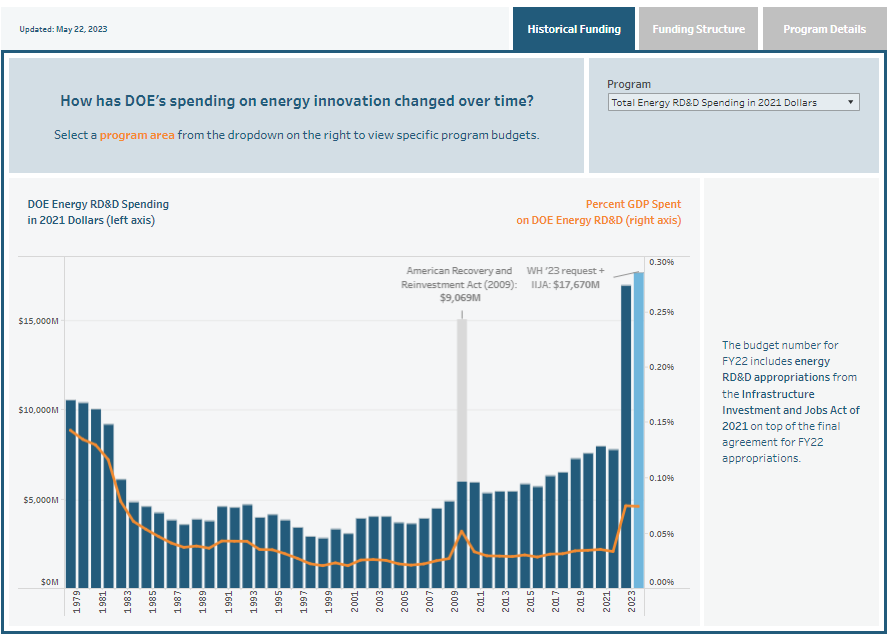 Updated: May 22, 2023
Historical Funding
Funding Structure
Program Details
How has DOE's spending on energy innovation changed over time?
Select a program area from the dropdown on the right to view specific program budgets.
Program
Total Energy RD&D Spending in 2021 Dollars
DOE Energy RD&D Spending
in 2021 Dollars (left axis)
Percent GDP Spent
on DOE Energy RD&D (right axis)
American Recovery and
Reinvestment Act (2009):
$9,069M
WH '23 request +
IIJA: $17,670M
$15,000M
$10,000M
$5,000M
$0M
0.30%
0.25%
0.20%
0.15%
0.10%
0.05%
0.00%
1979
1981
1983
1985
1987
1989
1991
1993
1995
1997
1999
2001
2003
2005
2007
2009
2011
2013
2015
2017
2019
2021
2023
The budget number for
FY22 includes energy
RD&D appropriations from
the Infrastructure
Investment and Jobs Act of
2021 on top of the final
agreement for FY22
appropriations.